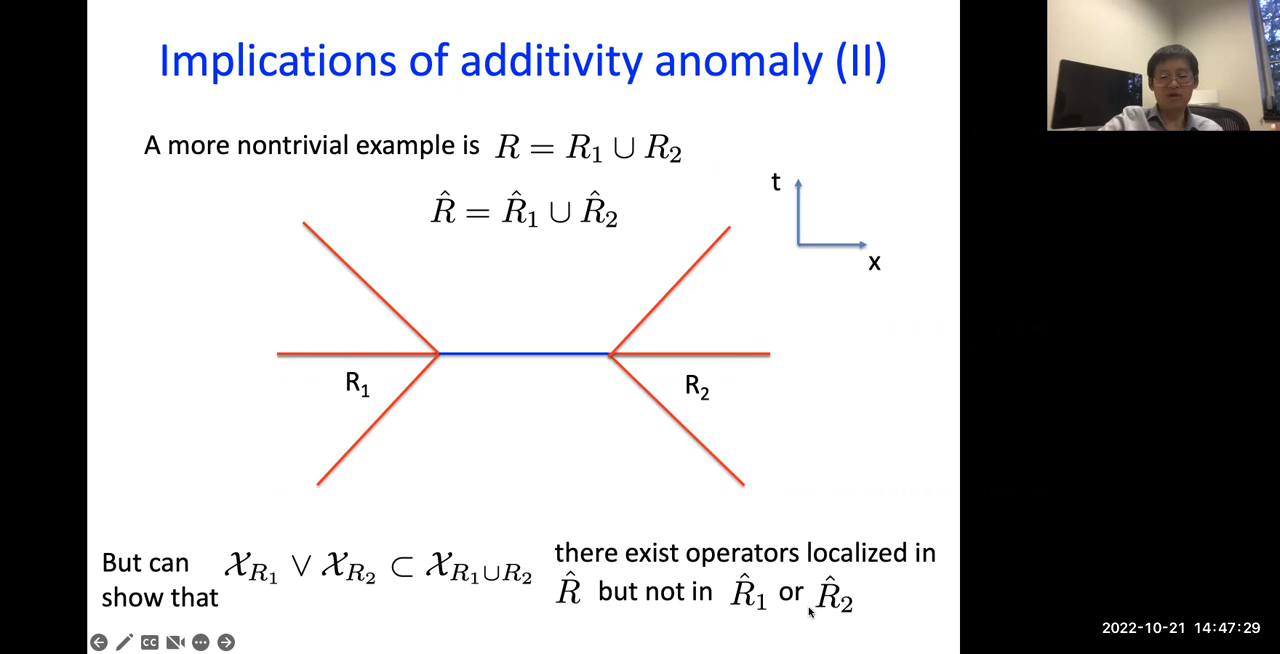 Implications of additivity anomaly (II)
A more nontrivial example is R = R₁ ∪ R₂
R̂ = R̂₁ ∪ R̂₂
t
x
R₁
R₂
But can show that
𝒳_{R₁} ∨ 𝒳_{R₂} ⊂ 𝒳_{R₁∪R₂}
there exist operators localized in
R̂ but not in R̂₁ or R̂₂
CC
2022-10-21 14:47:29